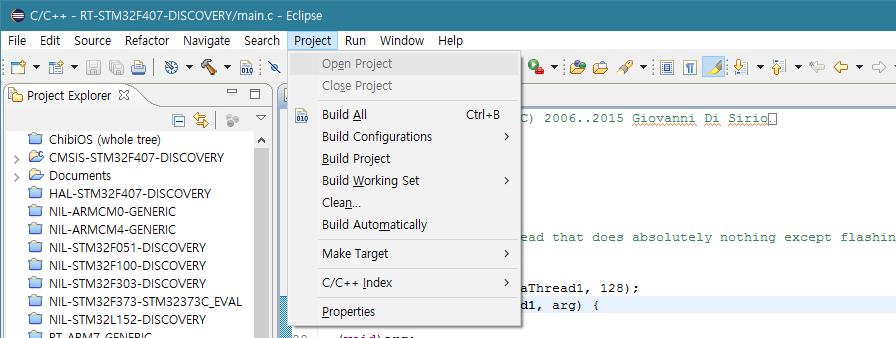 C/C++ - RT-STM32F407-DISCOVERY/main.c - Eclipse
File Edit Source Refactor Navigate Search Project Run Window Help
Project Explorer
ChibiOS (whole tree)
CMSIS-STM32F407-DISCOVERY
Documents
HAL-STM32F407-DISCOVERY
NIL-ARMCM0-GENERIC
NIL-ARMCM4-GENERIC
NIL-STM32F051-DISCOVERY
NIL-STM32F100-DISCOVERY
NIL-STM32F303-DISCOVERY
NIL-STM32F373-STM32373C_EVAL
NIL-STM32L152-DISCOVERY
RT-ARM7-GENERIC
Open Project
Close Project
010 Build All Ctrl+B
Build Configurations
Build Project
Build Working Set
Clean...
Build Automatically
Make Target
C/C++ Index
Properties
C) 2006..2015 Giovanni Di Sirio
ead that does absolutely nothing except flashin
aThread1, 128);
d1, arg) {
(void)arg;